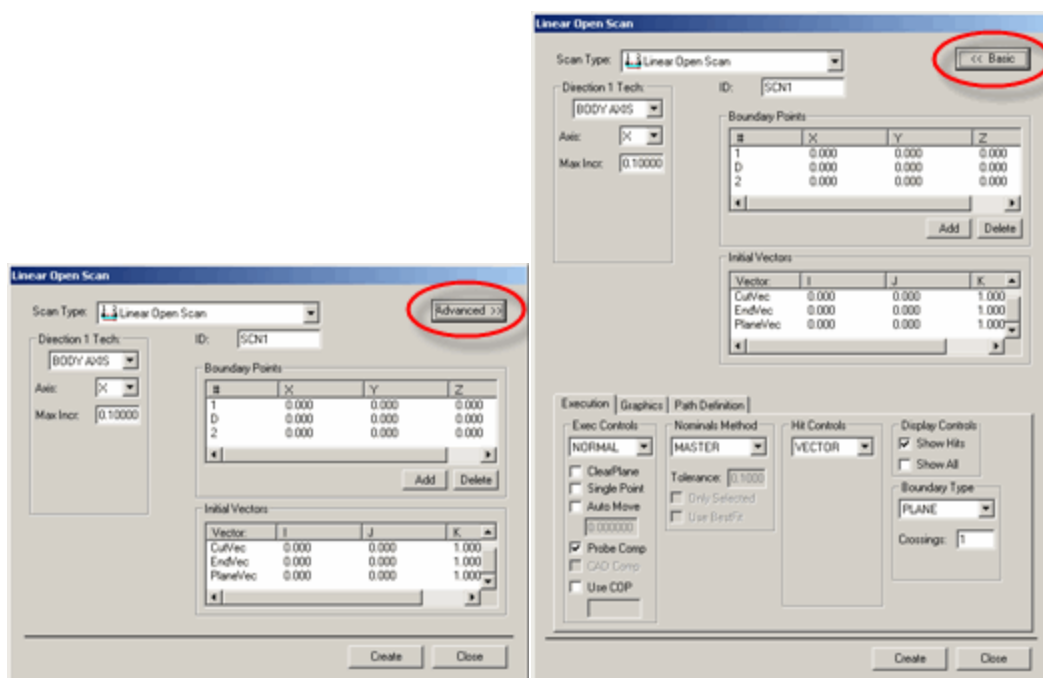 Linear Open Scan
Scan Type: Linear Open Scan
Advanced >>
Direction 1 Tech.
ID: SCN1
BODY AXIS
Axis: X
Max Incr: 0.10000
Boundary Points
# X Y Z
1 0.000 0.000 0.000
D 0.000 0.000 0.000
2 0.000 0.000 0.000
Add Delete
Initial Vectors
Vector: I J K
CutVec 0.000 0.000 1.000
EndVec 0.000 0.000 1.000
PlaneVec 0.000 0.000 1.000
Create Close
Linear Open Scan
Scan Type: Linear Open Scan
<< Basic
Direction 1 Tech.
ID: SCN1
BODY AXIS
Axis: X
Max Incr: 0.10000
Boundary Points
# X Y Z
1 0.000 0.000 0.000
D 0.000 0.000 0.000
2 0.000 0.000 0.000
Add Delete
Initial Vectors
Vector: I J K
CutVec 0.000 0.000 1.000
EndVec 0.000 0.000 1.000
PlaneVec 0.000 0.000 1.000
Execution Graphics Path Definition
Exec Controls
NORMAL
ClearPlane
Single Point
Auto Move
0.000000
Probe Comp
CAD Comp
Use COP
Nominals Method
MASTER
Tolerance: 0.1000
Only Selected
Use BestFit
Hit Controls
VECTOR
Display Controls
Show Hits
Show All
Boundary Type
PLANE
Crossings: 1
Create Close